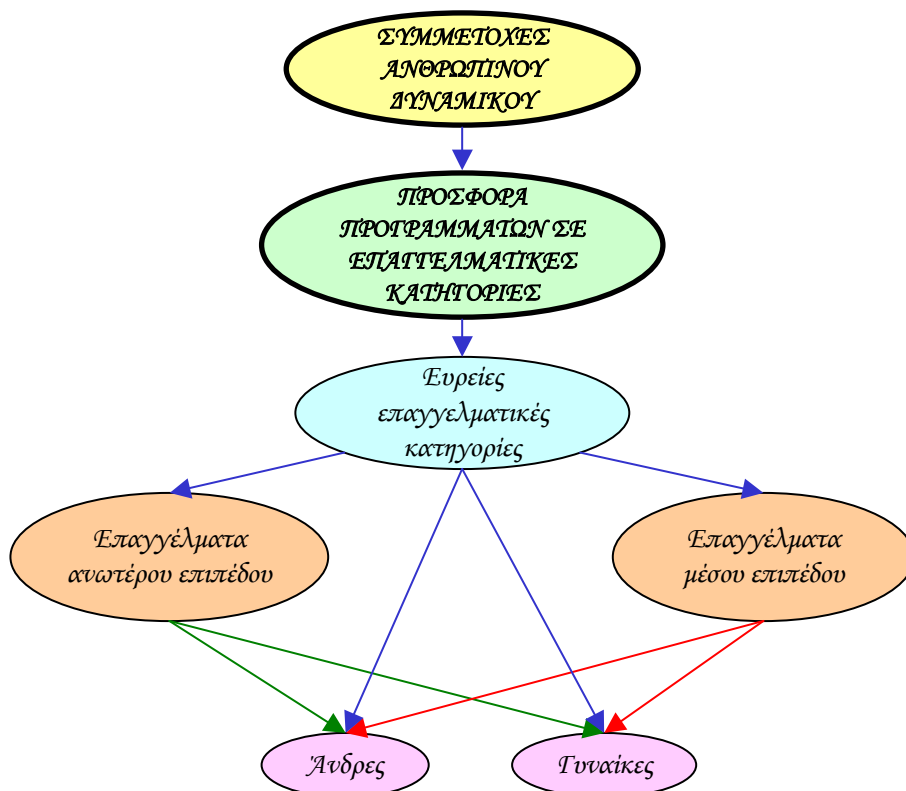 ΣΥΜΜΕΤΟΧΕΣ
ΑΝΘΡΩΠΙΝΟΥ
ΔΥΝΑΜΙΚΟΥ
ΠΡΟΣΦΟΡΑ
ΠΡΟΓΡΑΜΜΑΤΩΝ ΣΕ
ΕΠΑΓΓΕΛΜΑΤΙΚΕΣ
ΚΑΤΗΓΟΡΙΕΣ
Ευρείες
επαγγελματικές
κατηγορίες
Επαγγέλματα
ανωτέρου επιπέδου
Επαγγέλματα
μέσου επιπέδου
Άνδρες
Γυναίκες